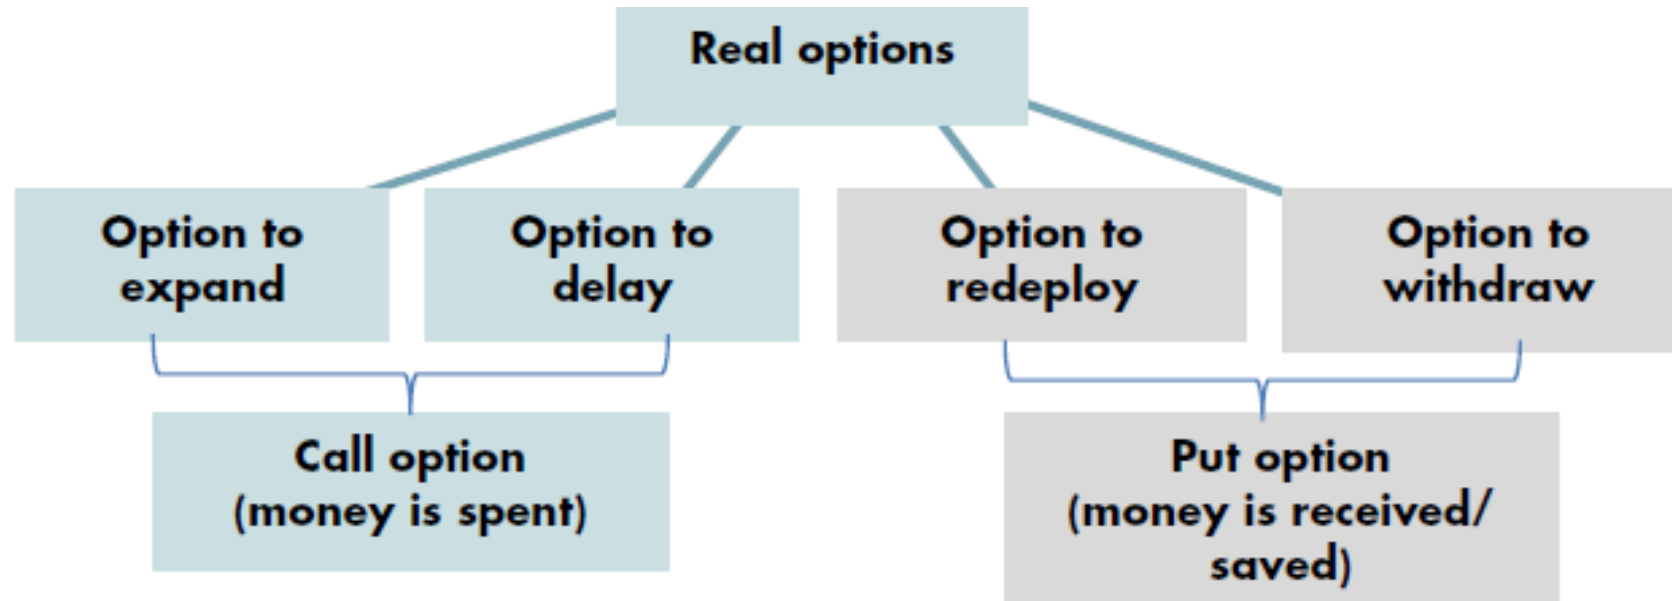 Real options
Option to
expand
Option to
delay
Option to
redeploy
Option to
withdraw
Call option
(money is spent)
Put option
(money is received/
saved)